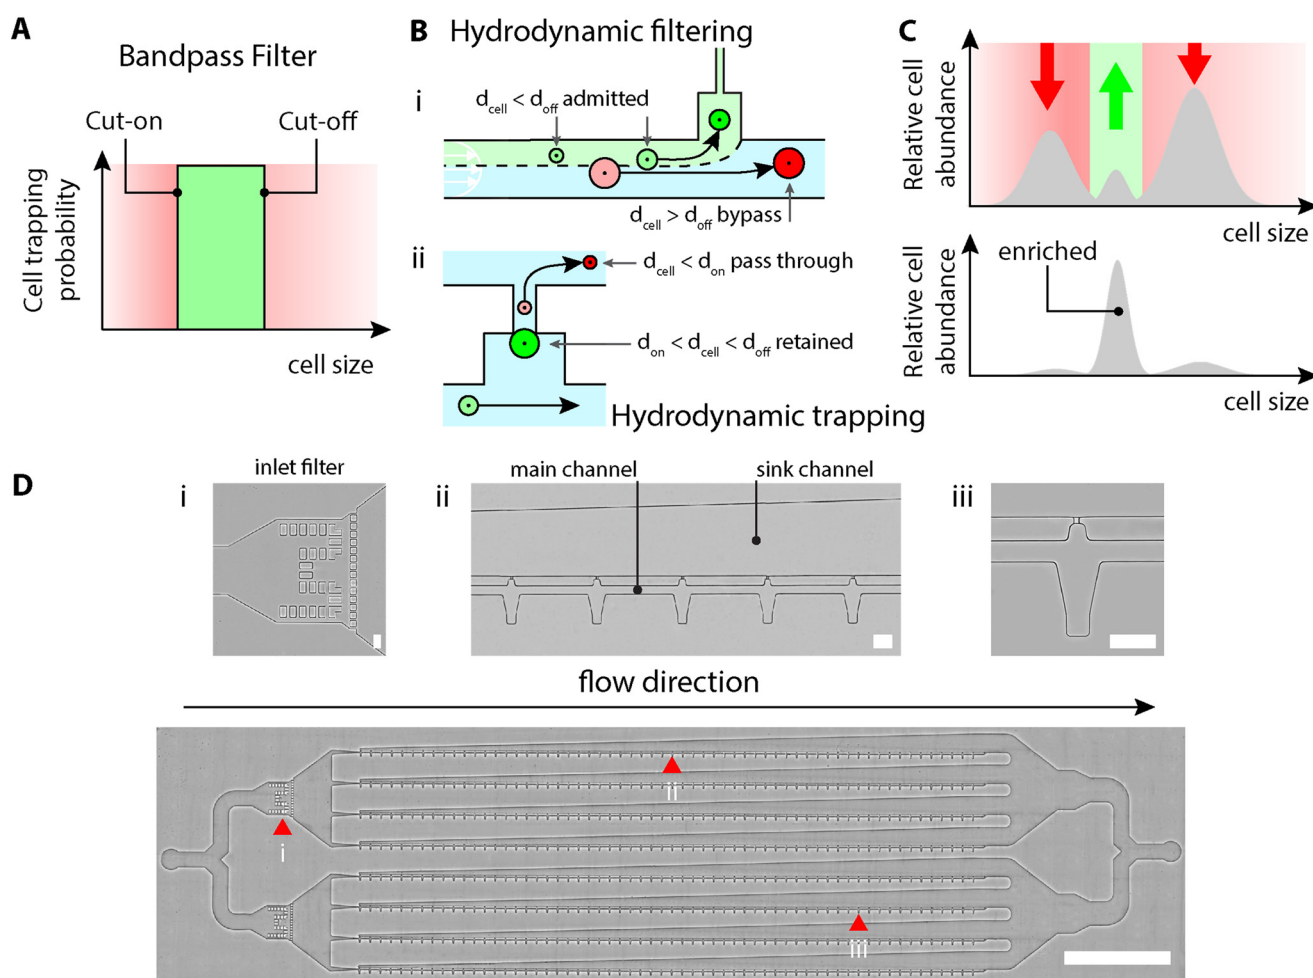 A
Bandpass Filter
Cut-on
Cut-off
Cell trapping
probability
cell size
B
Hydrodynamic filtering
i
d_cell < d_off admitted
d_cell > d_off bypass
ii
d_cell < d_on pass through
d_on < d_cell < d_off retained
Hydrodynamic trapping
C
Relative cell
abundance
cell size
enriched
Relative cell
abundance
cell size
D
inlet filter
i
ii
main channel
sink channel
iii
flow direction
i
ii
iii